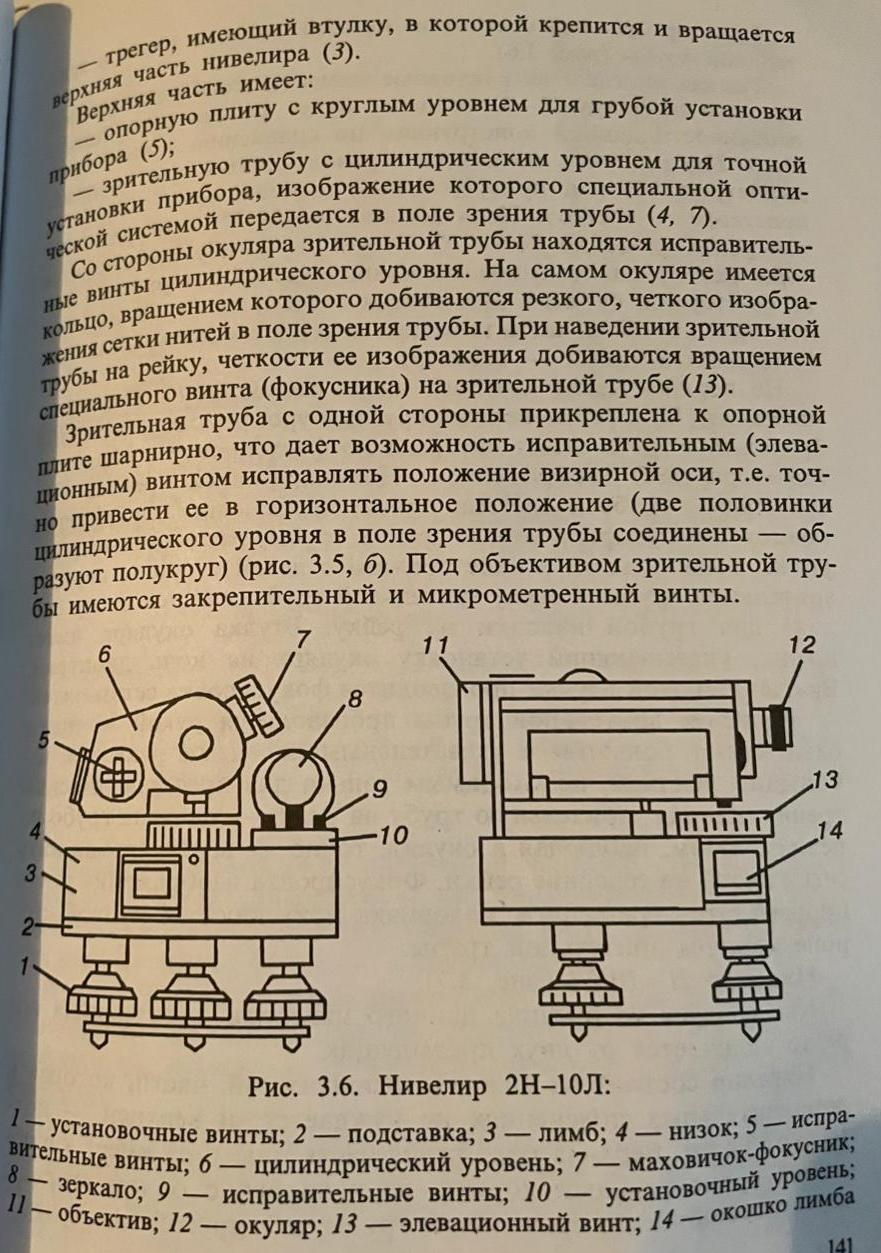 — трегер, имеющий втулку, в которой крепится и вращается
верхняя часть нивелира (3).
Верхняя часть имеет:
— опорную плиту с круглым уровнем для грубой установки
прибора (5);
— зрительную трубу с цилиндрическим уровнем для точной
установки прибора, изображение которого специальной опти-
ческой системой передается в поле зрения трубы (4, 7).
Со стороны окуляра зрительной трубы находятся исправитель-
ные винты цилиндрического уровня. На самом окуляре имеется
кольцо, вращением которого добиваются резкого, четкого изобра-
жения сетки нитей в поле зрения трубы. При наведении зрительной
трубы на рейку, четкости ее изображения добиваются вращением
специального винта (фокусника) на зрительной трубе (13).
Зрительная труба с одной стороны прикреплена к опорной
плите шарнирно, что дает возможность исправительным (элева-
ционным) винтом исправлять положение визирной оси, т.е. точ-
но привести ее в горизонтальное положение (две половинки
цилиндрического уровня в поле зрения трубы соединены — об-
разуют полукруг) (рис. 3.5, б). Под объективом зрительной тру-
бы имеются закрепительный и микрометренный винты.
6
7
8
5
9
10
4
3
2
1
11
12
13
14
Рис. 3.6. Нивелир 2Н–10Л:
1 — установочные винты; 2 — подставка; 3 — лимб; 4 — низок; 5 — испра-
вительные винты; 6 — цилиндрический уровень; 7 — маховичок-фокусник;
8 — зеркало; 9 — исправительные винты; 10 — установочный уровень;
11 — объектив; 12 — окуляр; 13 — элевационный винт; 14 — окошко лимба
141